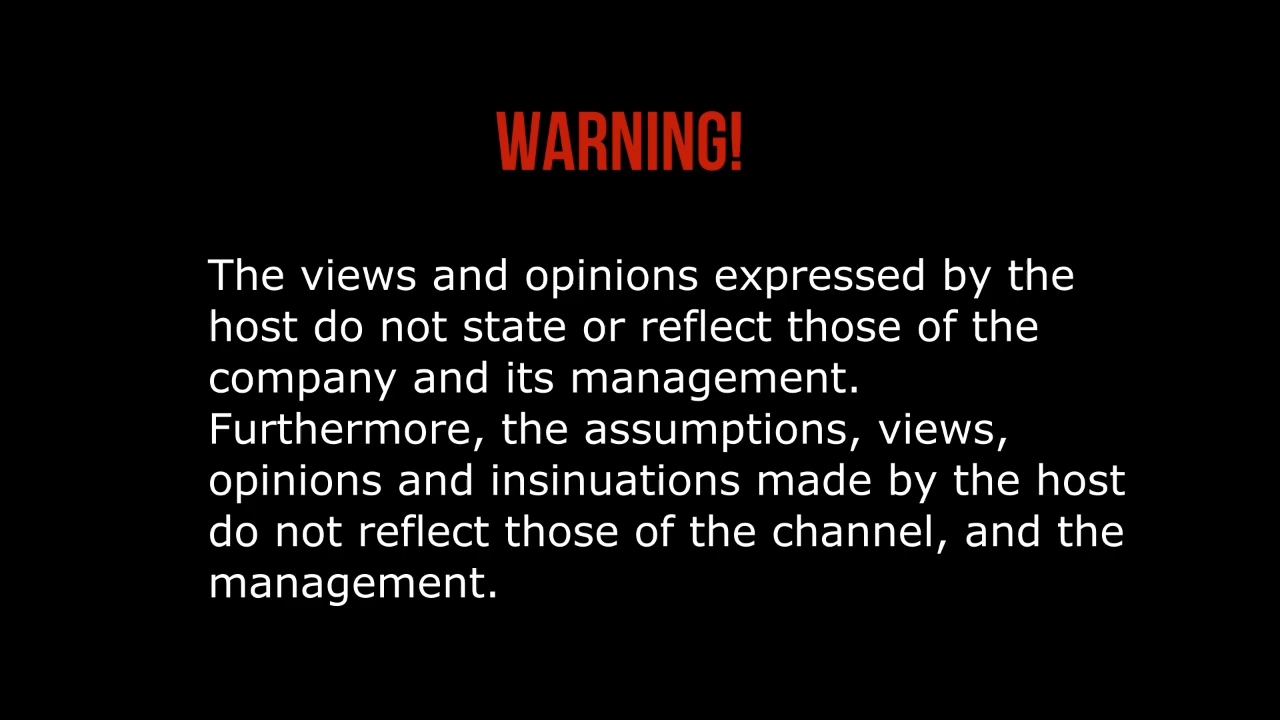 WARNING!
The views and opinions expressed by the
host do not state or reflect those of the
company and its management.
Furthermore, the assumptions, views,
opinions and insinuations made by the host
do not reflect those of the channel, and the
management.